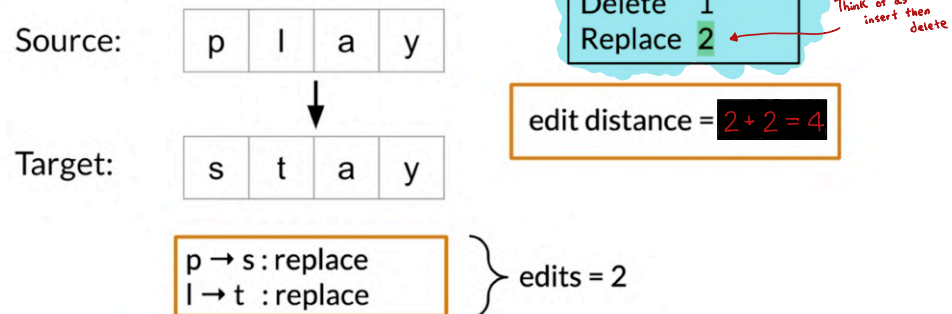 Delete 1
Think of as
insert then
delete
Replace 2
Source: p l a y
edit distance = 2 + 2 = 4
Target: s t a y
p → s : replace
l → t : replace
edits = 2